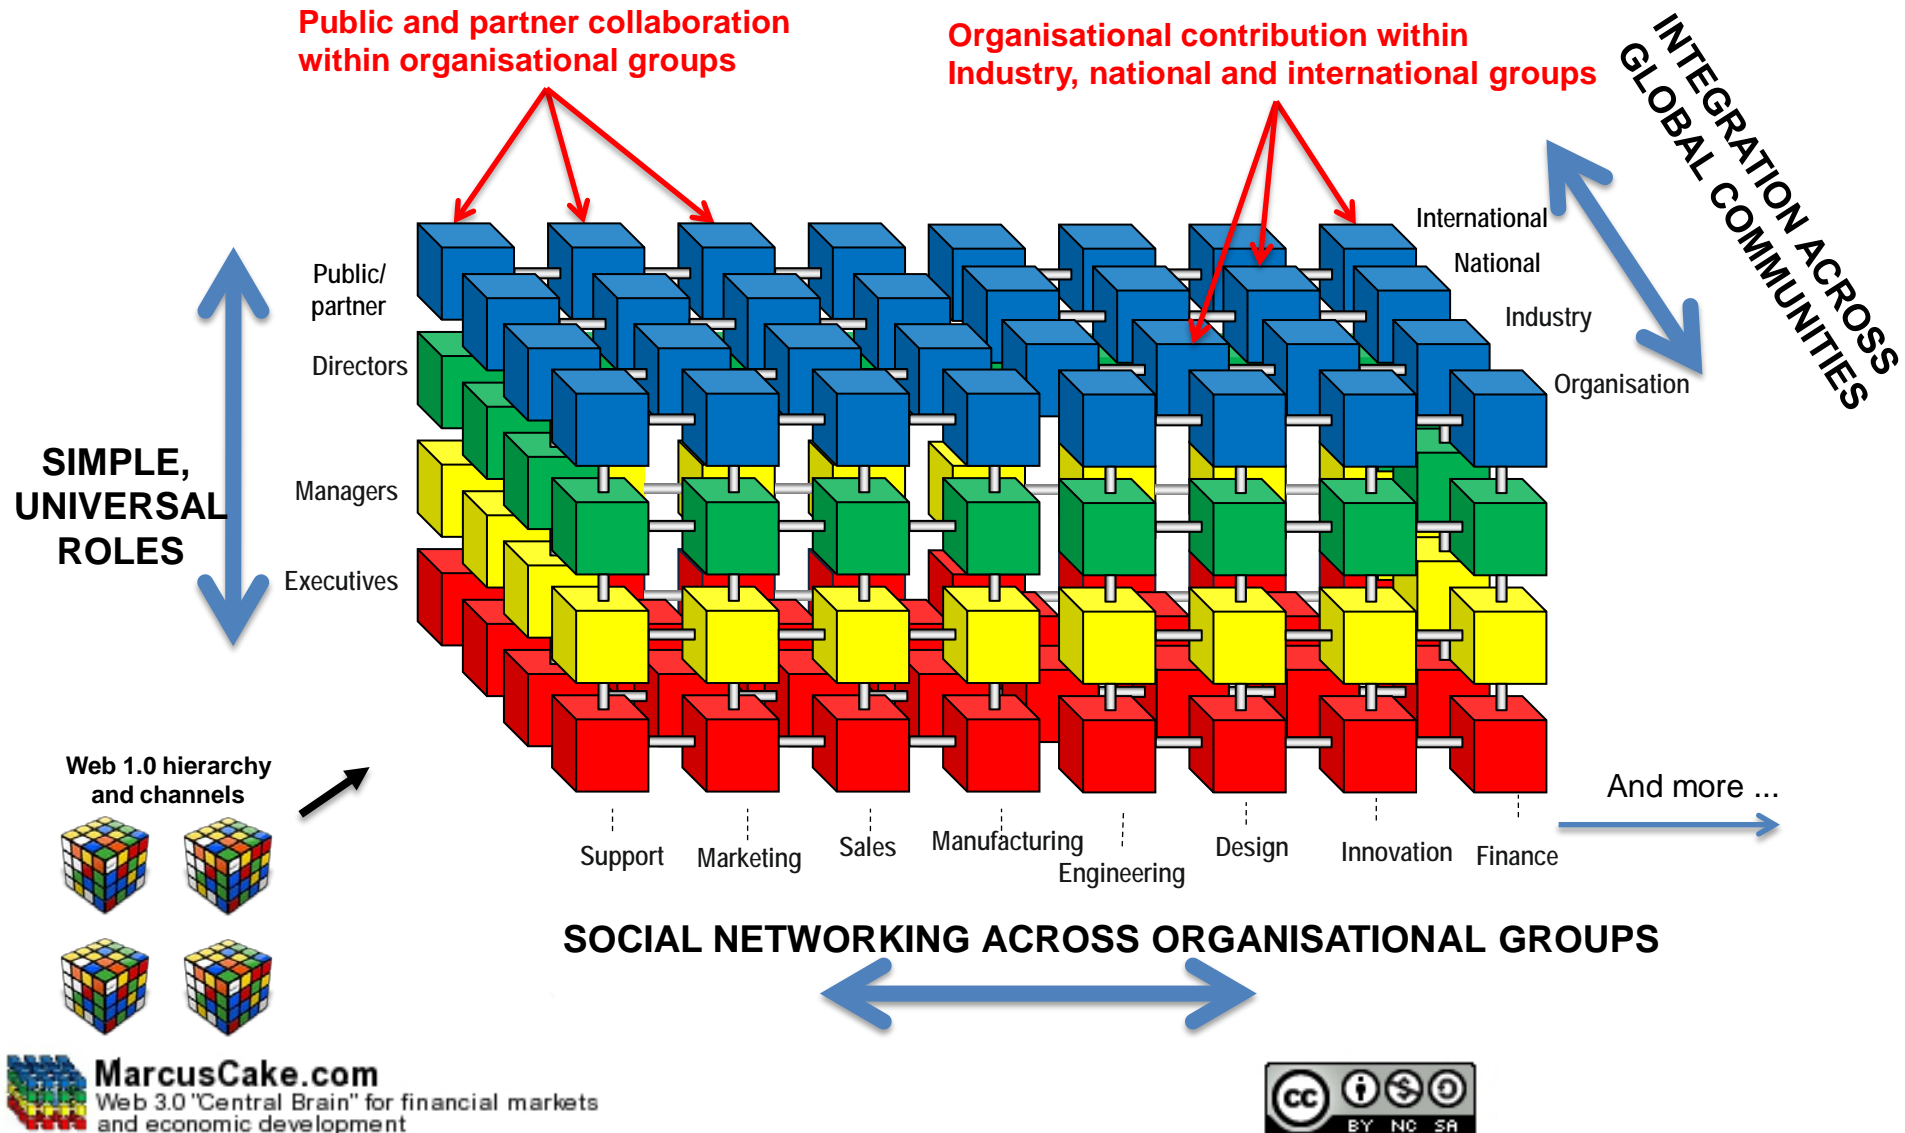 Public and partner collaboration
within organisational groups
Organisational contribution within
Industry, national and international groups
INTEGRATION ACROSS
GLOBAL COMMUNITIES
International
National
Industry
Organisation
Public/
partner
Directors
Managers
Executives
SIMPLE,
UNIVERSAL
ROLES
Web 1.0 hierarchy
and channels
And more ...
Support
Marketing
Sales
Manufacturing
Engineering
Design
Innovation
Finance
SOCIAL NETWORKING ACROSS ORGANISATIONAL GROUPS
MarcusCake.com
Web 3.0 "Central Brain" for financial markets
and economic development
cc
BY NC SA